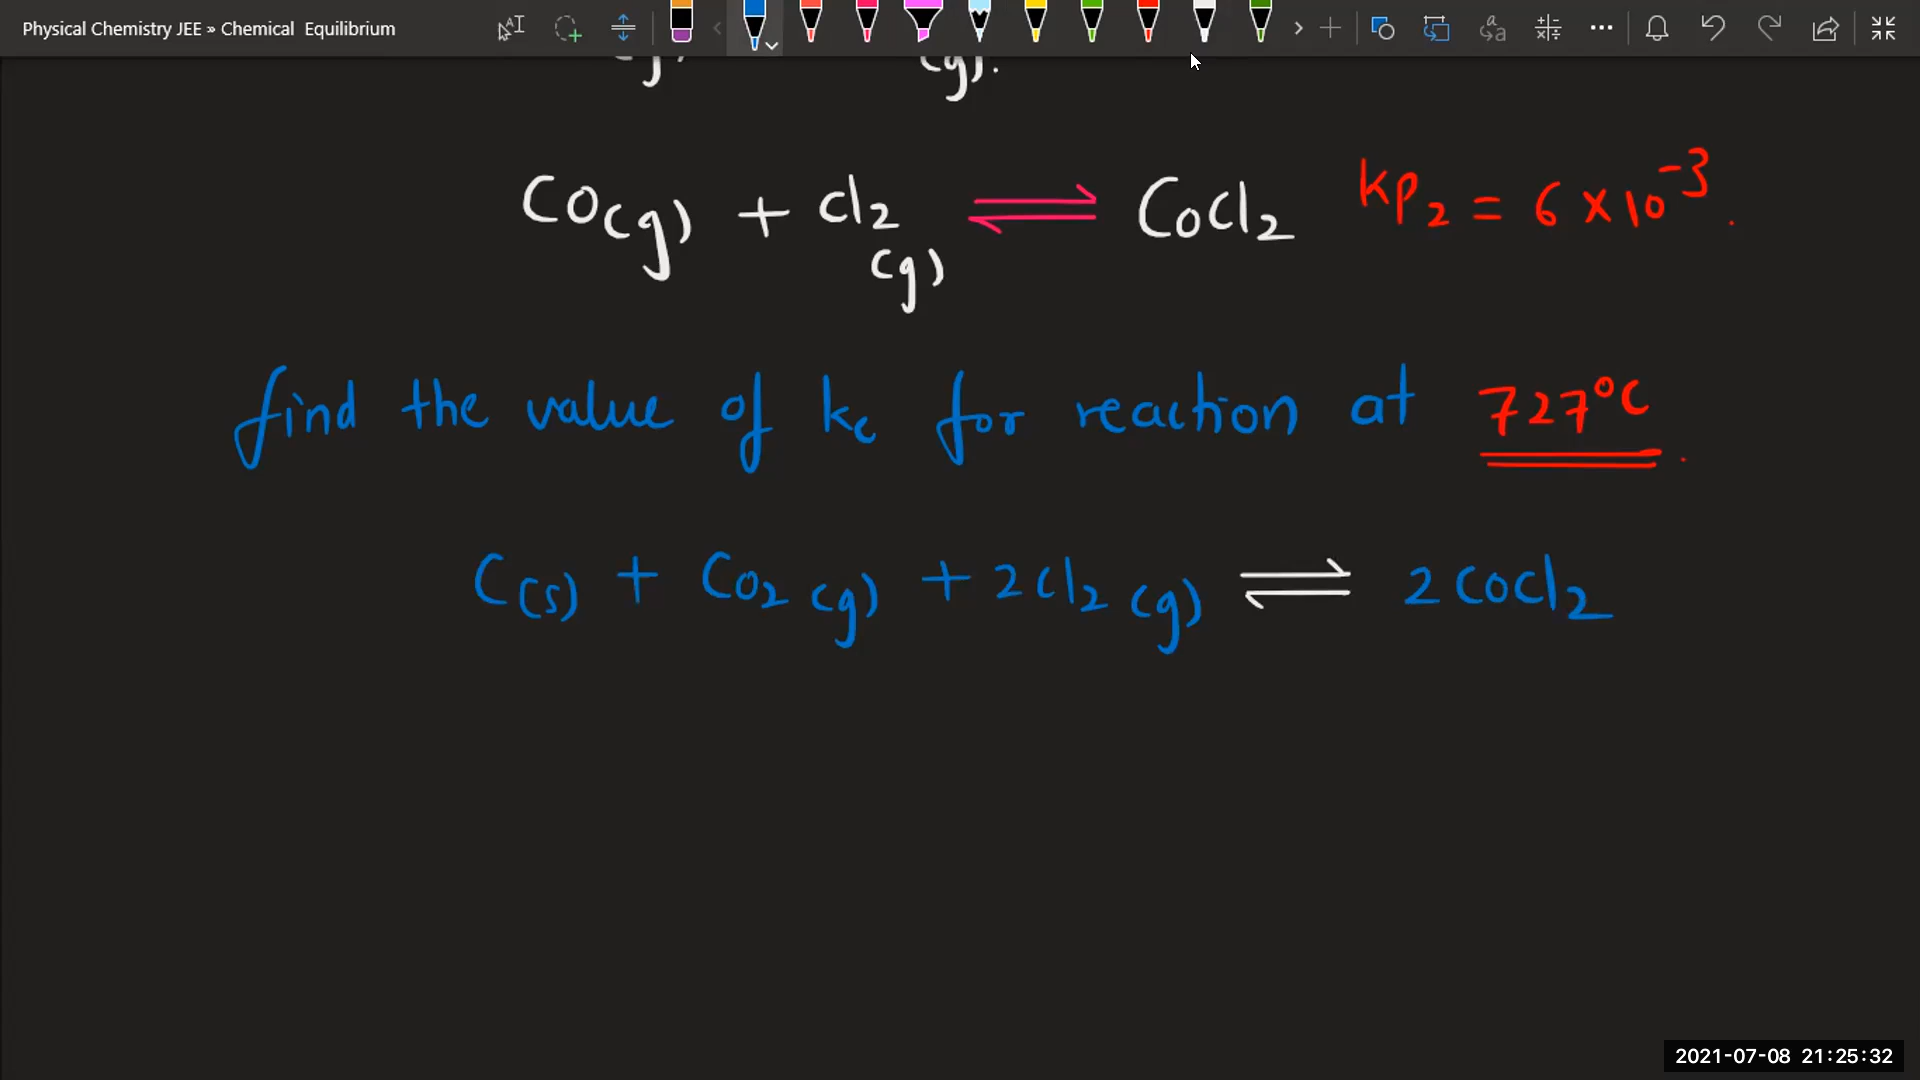 Physical Chemistry JEE » Chemical Equilibrium
(g).
CO(g) + Cl2 (g) ⇌ CoCl2 kp2 = 6 × 10^-3.
find the value of kc for reaction at 727°C.
C(s) + CO2 (g) + 2Cl2 (g) ⇌ 2COCl2
2021-07-08 21:25:32